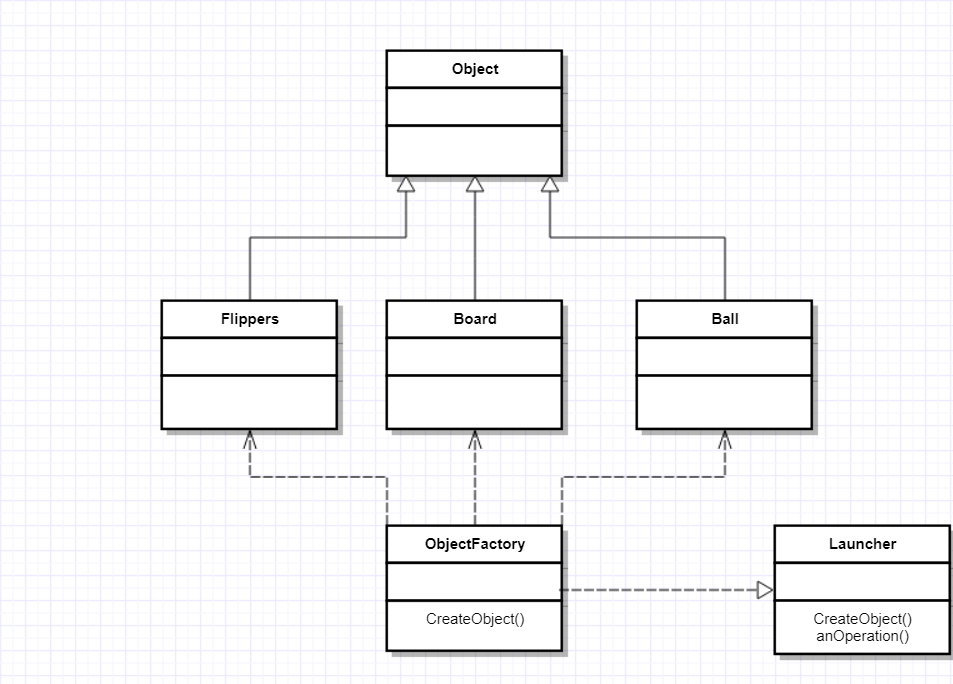 Object
Flippers
Board
Ball
ObjectFactory
CreateObject()
Launcher
CreateObject()
anOperation()